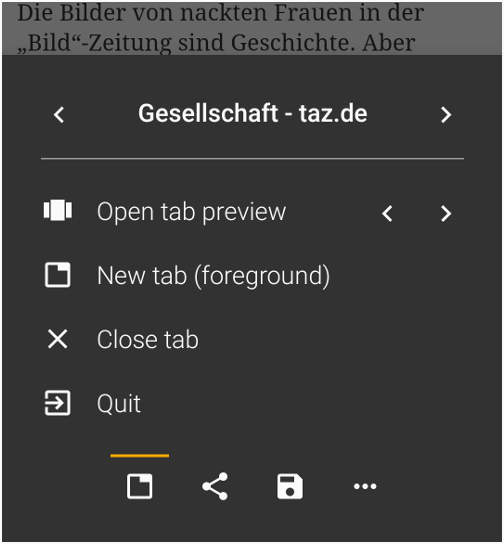 Die Bilder von nackten Frauen in der
„Bild“-Zeitung sind Geschichte. Aber
Gesellschaft - taz.de
Open tab preview
New tab (foreground)
Close tab
Quit